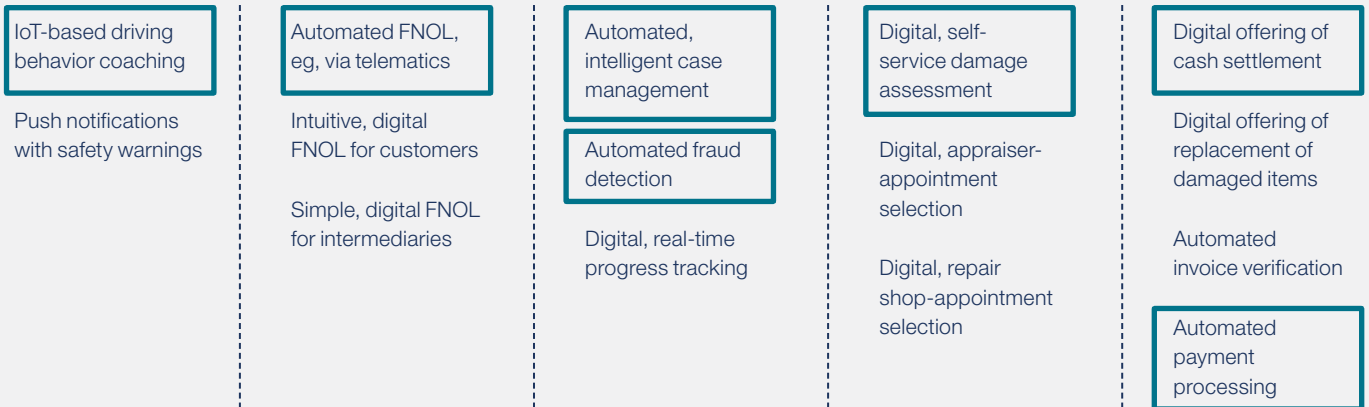 IoT-based driving
behavior coaching
Push notifications
with safety warnings
Automated FNOL,
eg, via telematics
Intuitive, digital
FNOL for customers
Simple, digital FNOL
for intermediaries
Automated,
intelligent case
management
Automated fraud
detection
Digital, real-time
progress tracking
Digital, self-
service damage
assessment
Digital, appraiser-
appointment
selection
Digital, repair
shop-appointment
selection
Digital offering of
cash settlement
Digital offering of
replacement of
damaged items
Automated
invoice verification
Automated
payment
processing